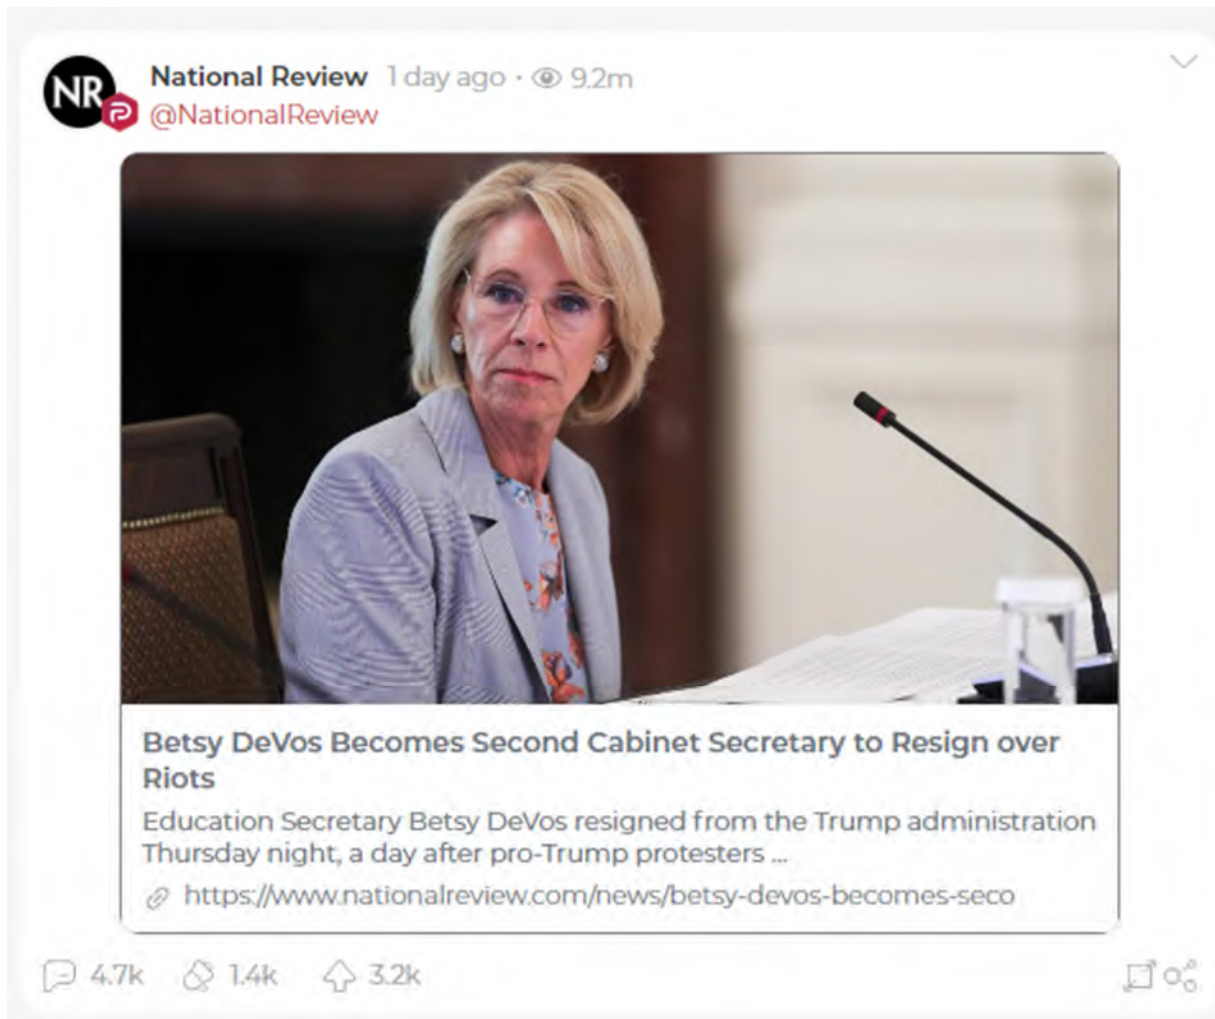 NR
National Review 1 day ago · 9.2m
@NationalReview
Betsy DeVos Becomes Second Cabinet Secretary to Resign over
Riots
Education Secretary Betsy DeVos resigned from the Trump administration
Thursday night, a day after pro-Trump protesters ...
https://www.nationalreview.com/news/betsy-devos-becomes-seco
4.7k 1.4k 3.2k